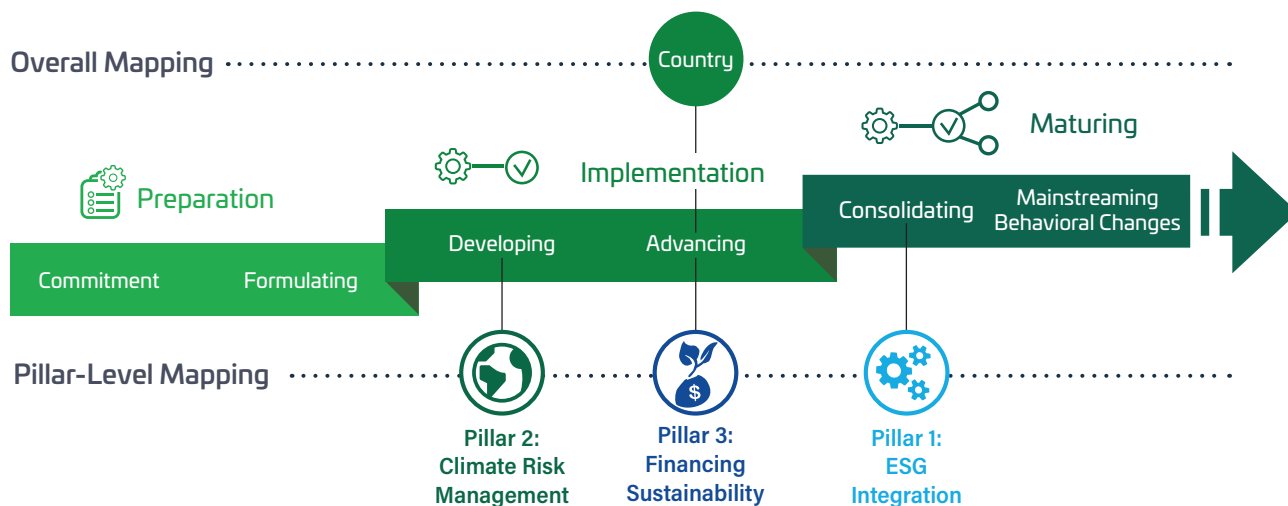 Overall Mapping
Country
Maturing
Preparation
Implementation
Consolidating
Mainstreaming
Behavioral Changes
Developing
Advancing
Commitment
Formulating
Pillar-Level Mapping
$
Pillar 2:
Climate Risk
Management
Pillar 3:
Financing
Sustainability
Pillar 1:
ESG
Integration